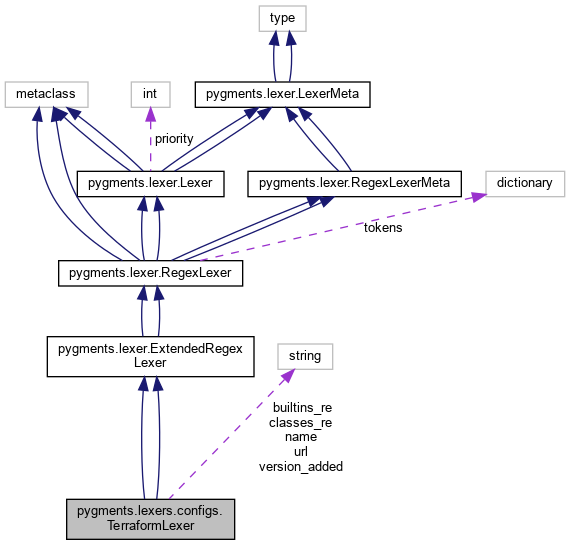 type
metaclass
int
pygments.lexer.LexerMeta
priority
pygments.lexer.Lexer
pygments.lexer.RegexLexerMeta
dictionary
tokens
pygments.lexer.RegexLexer
pygments.lexer.ExtendedRegex
Lexer
string
builtins_re
classes_re
name
url
version_added
pygments.lexers.configs.
TerraformLexer